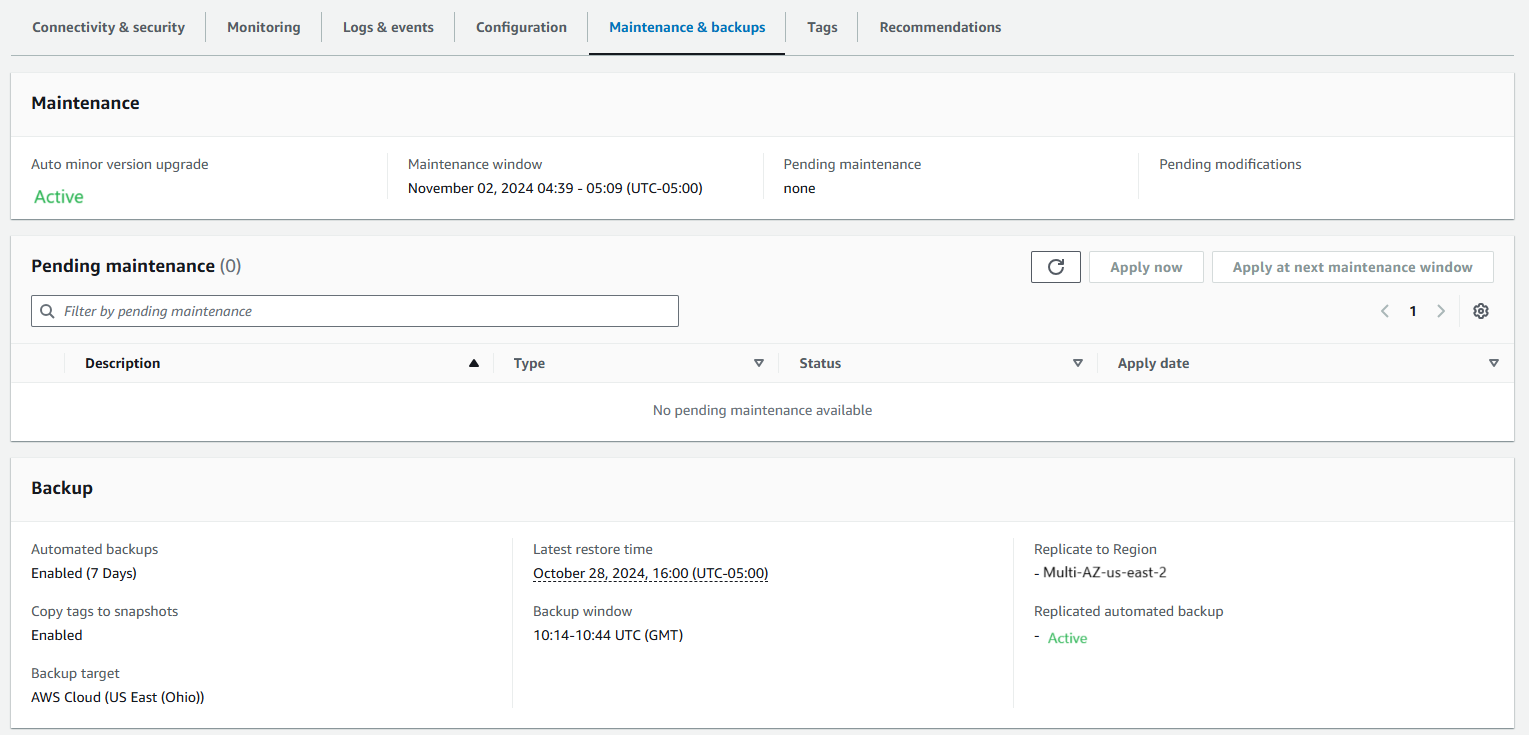 Connectivity & security Monitoring Logs & events Configuration Maintenance & backups Tags Recommendations
Maintenance
Auto minor version upgrade
Active
Maintenance window
November 02, 2024 04:39 - 05:09 (UTC-05:00)
Pending maintenance
none
Pending modifications
Pending maintenance (0)
Apply now
Apply at next maintenance window
Filter by pending maintenance
1
Description Type Status Apply date
No pending maintenance available
Backup
Automated backups
Enabled (7 Days)
Copy tags to snapshots
Enabled
Backup target
AWS Cloud (US East (Ohio))
Latest restore time
October 28, 2024, 16:00 (UTC-05:00)
Backup window
10:14-10:44 UTC (GMT)
Replicate to Region
- Multi-AZ-us-east-2
Replicated automated backup
- Active